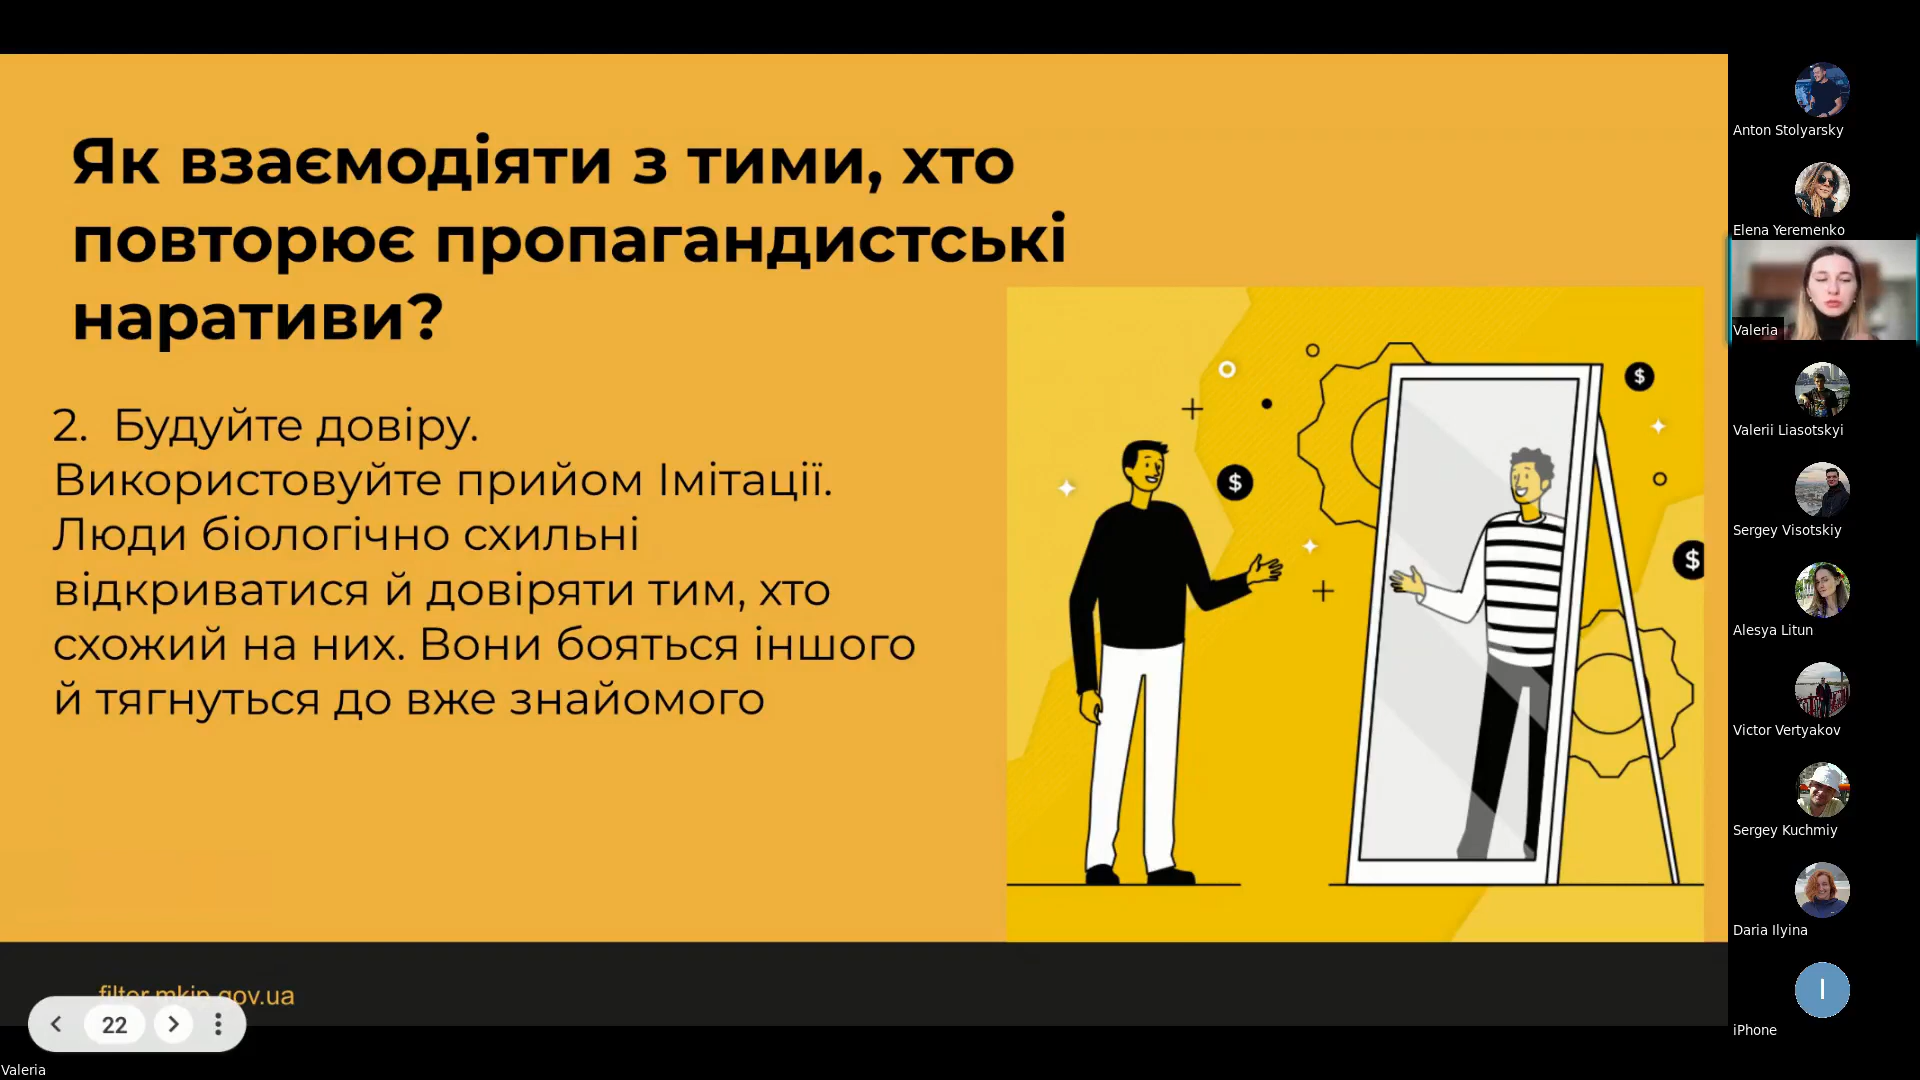 Як взаємодіяти з тими, хто
повторює пропагандистські
наративи?
2. Будуйте довіру.
Використовуйте прийом Імітації.
Люди біологічно схильні
відкриватися й довіряти тим, хто
схожий на них. Вони бояться іншого
й тягнуться до вже знайомого
$
$
$
filter.mkip.gov.ua
22
Valeria
Anton Stolyarsky
Elena Yeremenko
Valeria
Valerii Liasotskyi
Sergey Visotskiy
Alesya Litun
Victor Vertyakov
Sergey Kuchmiy
Daria Ilyina
I
iPhone